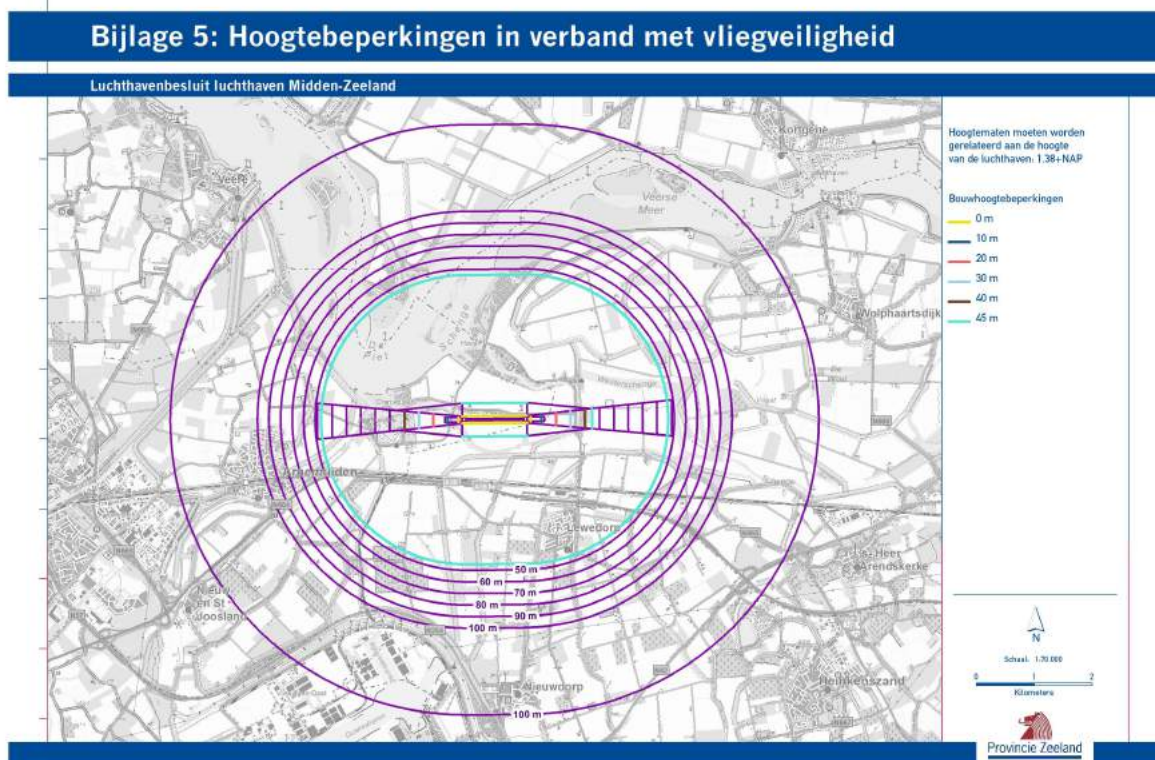 Bijlage 5: Hoogtebeperkingen in verband met vliegveiligheid
Luchthavenbesluit luchthaven Midden-Zeeland
Hoogtematen moeten worden
gerelateerd aan de hoogte
van de luchthaven: 1.38+NAP
Bouwhoogtebeperkingen
0 m
10 m
20 m
30 m
40 m
45 m
Kortgene
Veere
Veerse
Meer
Wolphaartsdijk
Arnemuiden
Lewedorp
's-Heer
Arendskerke
en St
Joosland
Nieuwdorp
Heinkenszand
50 m
60 m
70 m
80 m
90 m
100 m
100 m
N
Schaal: 1:70.000
0 1 2
Kilometers
Provincie Zeeland